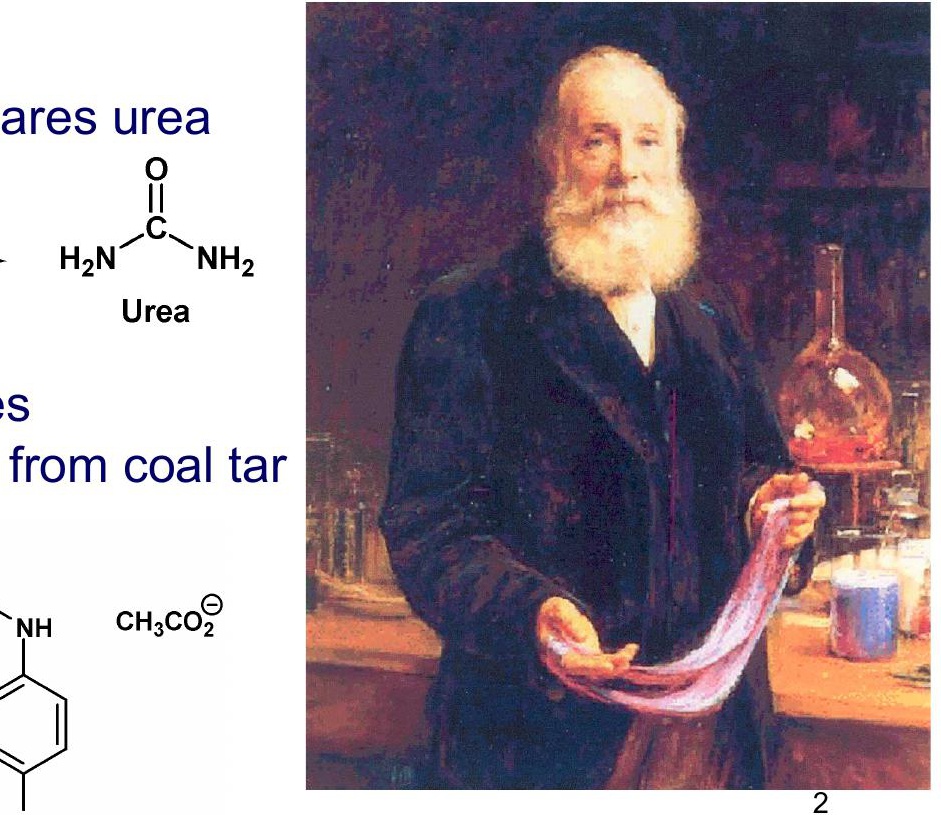 ares urea
O
C
H₂N NH₂
Urea
es
from coal tar
NH CH₃CO₂⊖
2